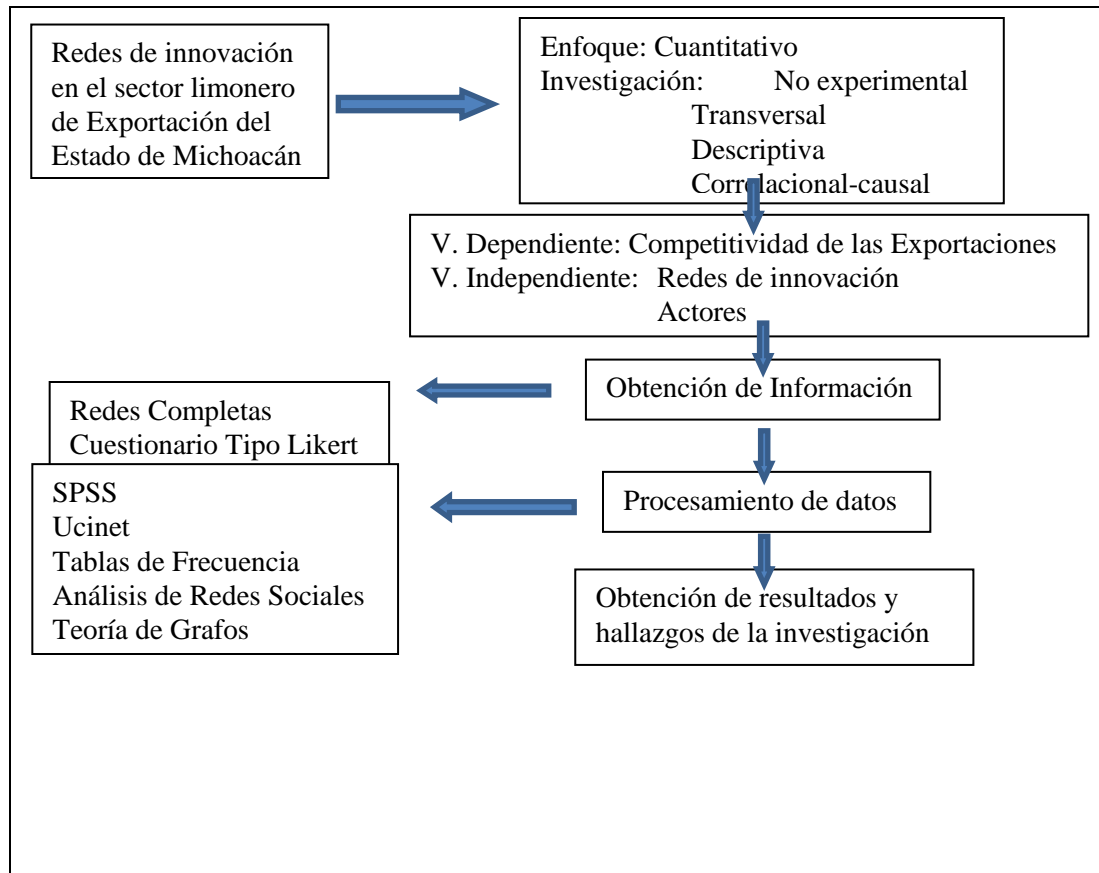 Redes de innovación
en el sector limonero
de Exportación del
Estado de Michoacán
Enfoque: Cuantitativo
Investigación: No experimental
Transversal
Descriptiva
Correlacional-causal
V. Dependiente: Competitividad de las Exportaciones
V. Independiente: Redes de innovación
Actores
Obtención de Información
Redes Completas
Cuestionario Tipo Likert
Procesamiento de datos
SPSS
Ucinet
Tablas de Frecuencia
Análisis de Redes Sociales
Teoría de Grafos
Obtención de resultados y
hallazgos de la investigación